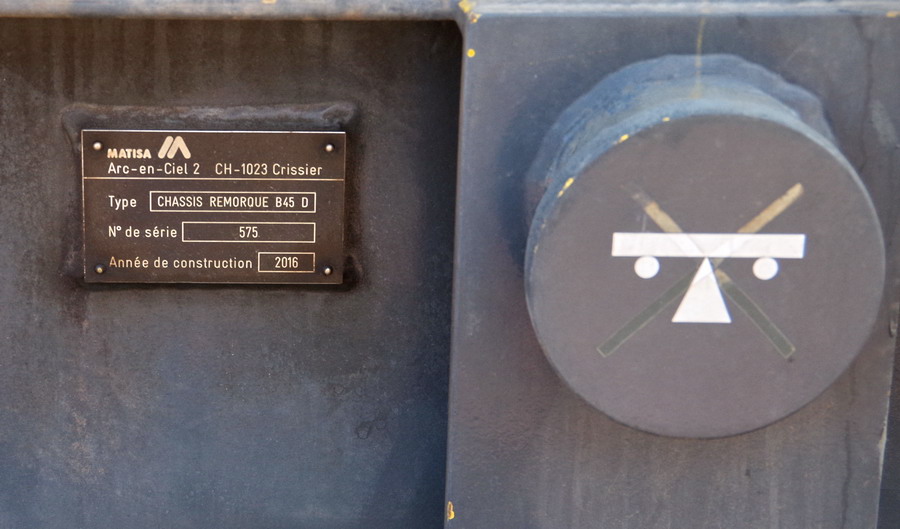 MATISA
Arc-en-Ciel 2 CH-1023 Crissier
Type CHASSIS REMORQUE B45 D
N° de série 575
Année de construction 2016